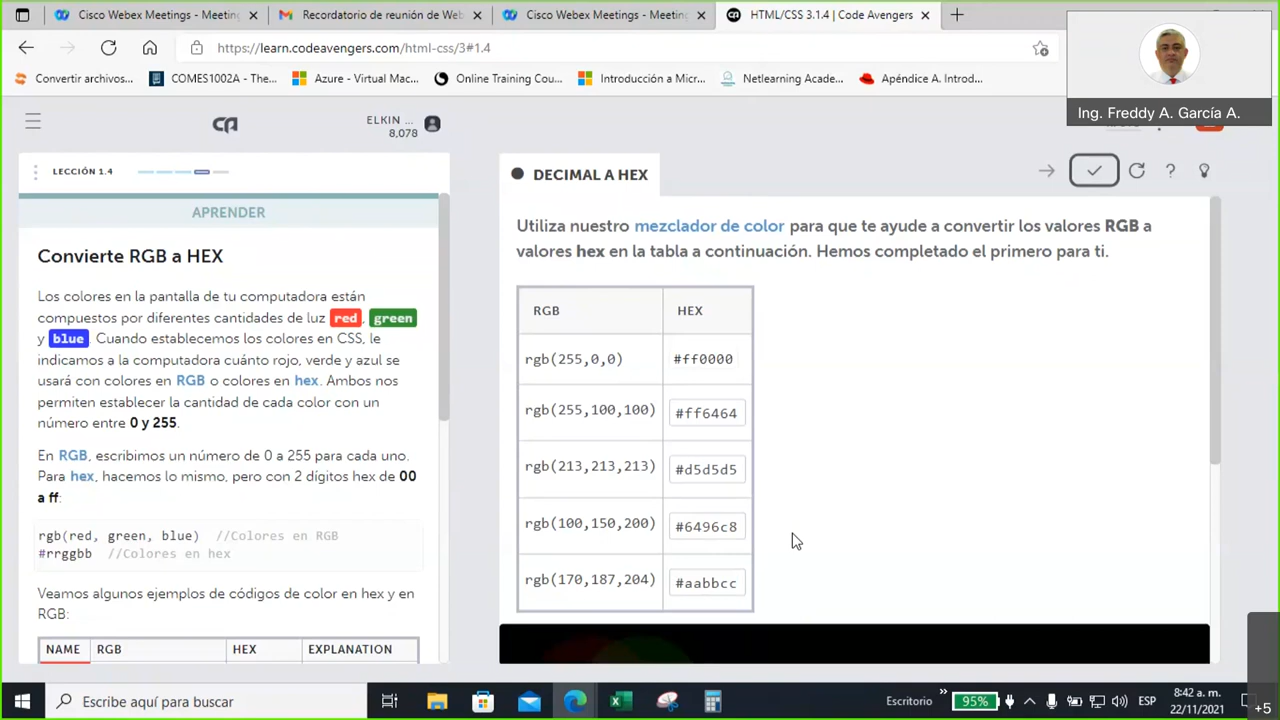 Cisco Webex Meetings - Meeting
Recordatorio de reunión de Web
Cisco Webex Meetings - Meeting
HTML/CSS 3.1.4 | Code Avengers
https://learn.codeavengers.com/html-css/3#1.4
Convertir archivos...
COMES1002A - The...
Azure - Virtual Mac...
Online Training Cou...
Introducción a Micr...
Netlearning Acade...
Apéndice A. Introd...
Ing. Freddy A. García A.
ELKIN ...
8,078
LECCIÓN 1.4
APRENDER
Convierte RGB a HEX
Los colores en la pantalla de tu computadora están
compuestos por diferentes cantidades de luz red, green
y blue. Cuando establecemos los colores en CSS, le
indicamos a la computadora cuánto rojo, verde y azul se
usará con colores en RGB o colores en hex. Ambos nos
permiten establecer la cantidad de cada color con un
número entre 0 y 255.
En RGB, escribimos un número de 0 a 255 para cada uno.
Para hex, hacemos lo mismo, pero con 2 dígitos hex de 00
a ff:
rgb(red, green, blue) //Colores en RGB
#rrggbb //Colores en hex
Veamos algunos ejemplos de códigos de color en hex y en
RGB:
NAME RGB HEX EXPLANATION
DECIMAL A HEX
?
Utiliza nuestro mezclador de color para que te ayude a convertir los valores RGB a
valores hex en la tabla a continuación. Hemos completado el primero para ti.
RGB HEX
rgb(255,0,0) #ff0000
rgb(255,100,100) #ff6464
rgb(213,213,213) #d5d5d5
rgb(100,150,200) #6496c8
rgb(170,187,204) #aabbcc
Escribe aquí para buscar
Escritorio
95%
ESP
8:42 a. m.
22/11/2021
+5